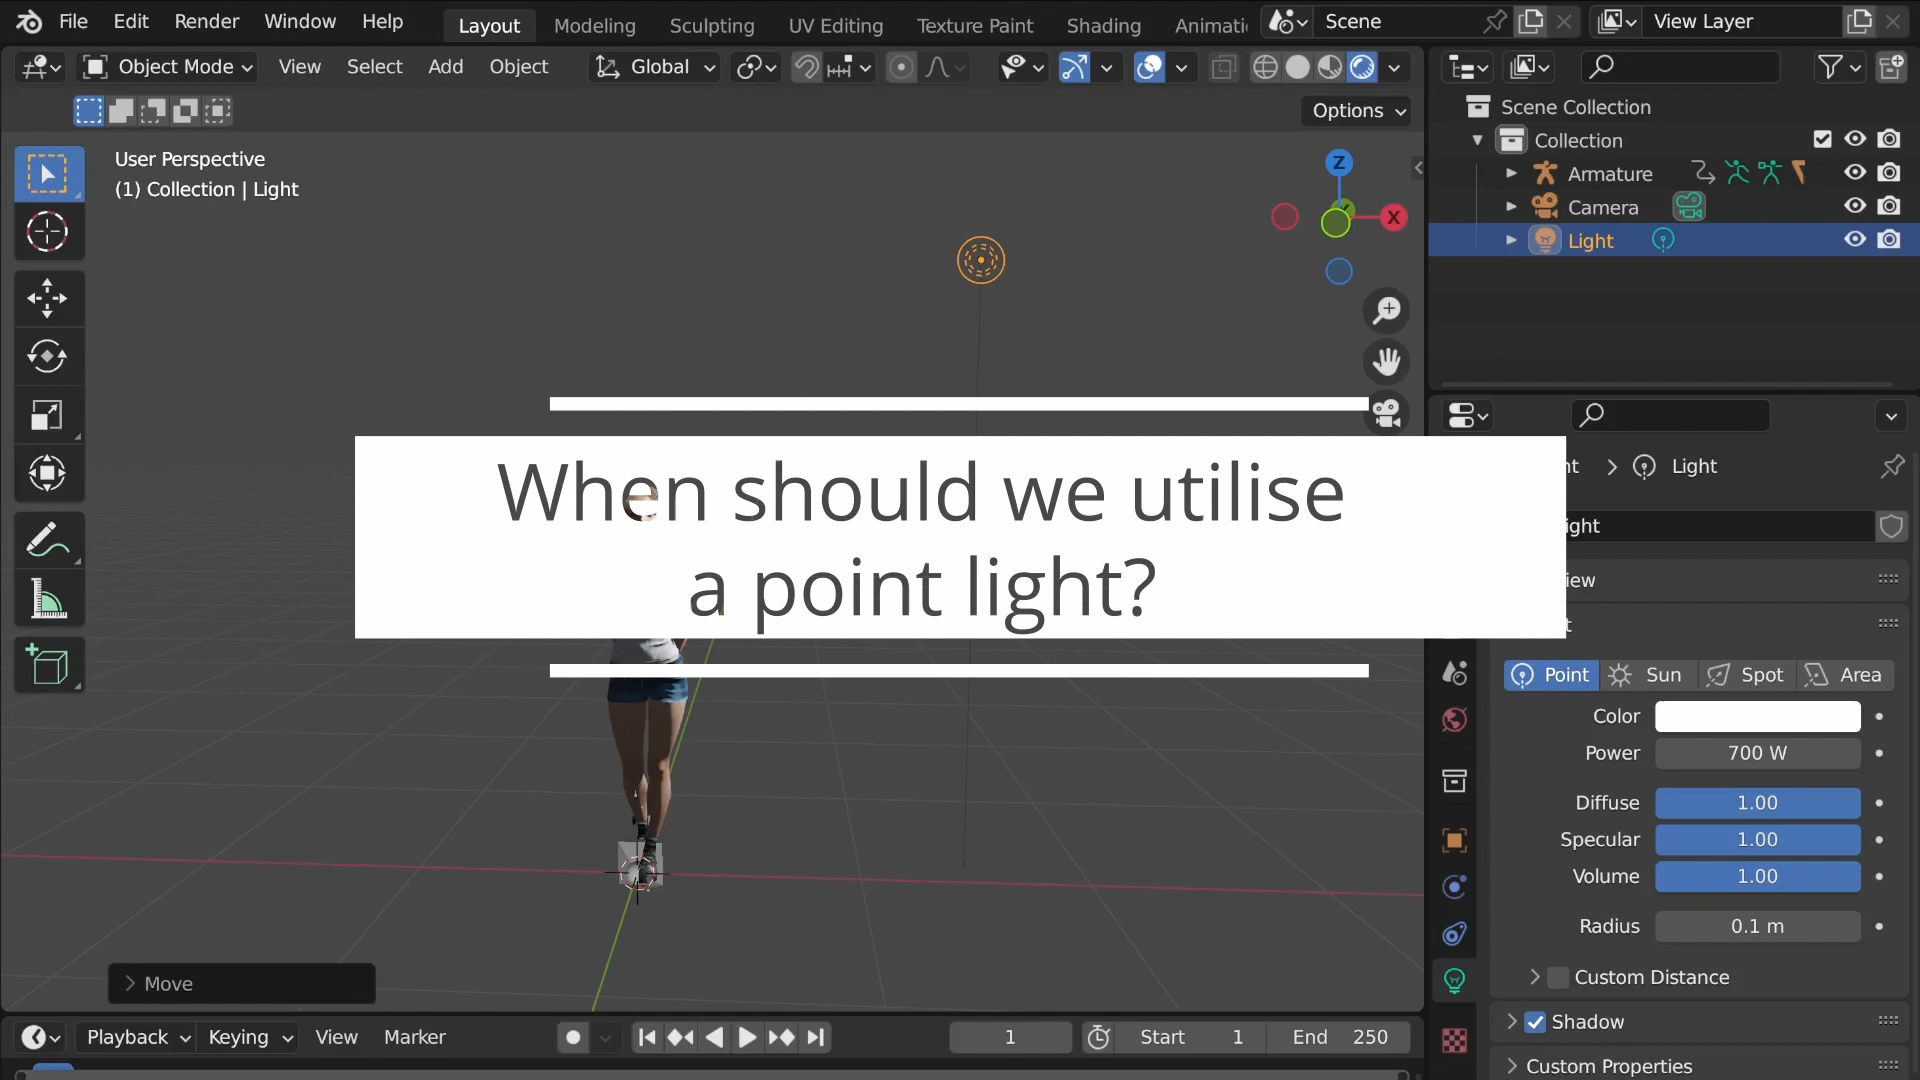 File Edit Render Window Help Layout Modeling Sculpting UV Editing Texture Paint Shading Animati Scene View Layer
Object Mode View Select Add Object Global
Options
User Perspective
(1) Collection | Light
Z
Y
X
Scene Collection
Collection
Armature
Camera
Light
When should we utilise
a point light?
nt Light
ight
iew
t
Point Sun Spot Area
Color
Power 700 W
Diffuse 1.00
Specular 1.00
Volume 1.00
Radius 0.1 m
Custom Distance
Shadow
Custom Properties
Move
Playback Keying View Marker 1 Start 1 End 250